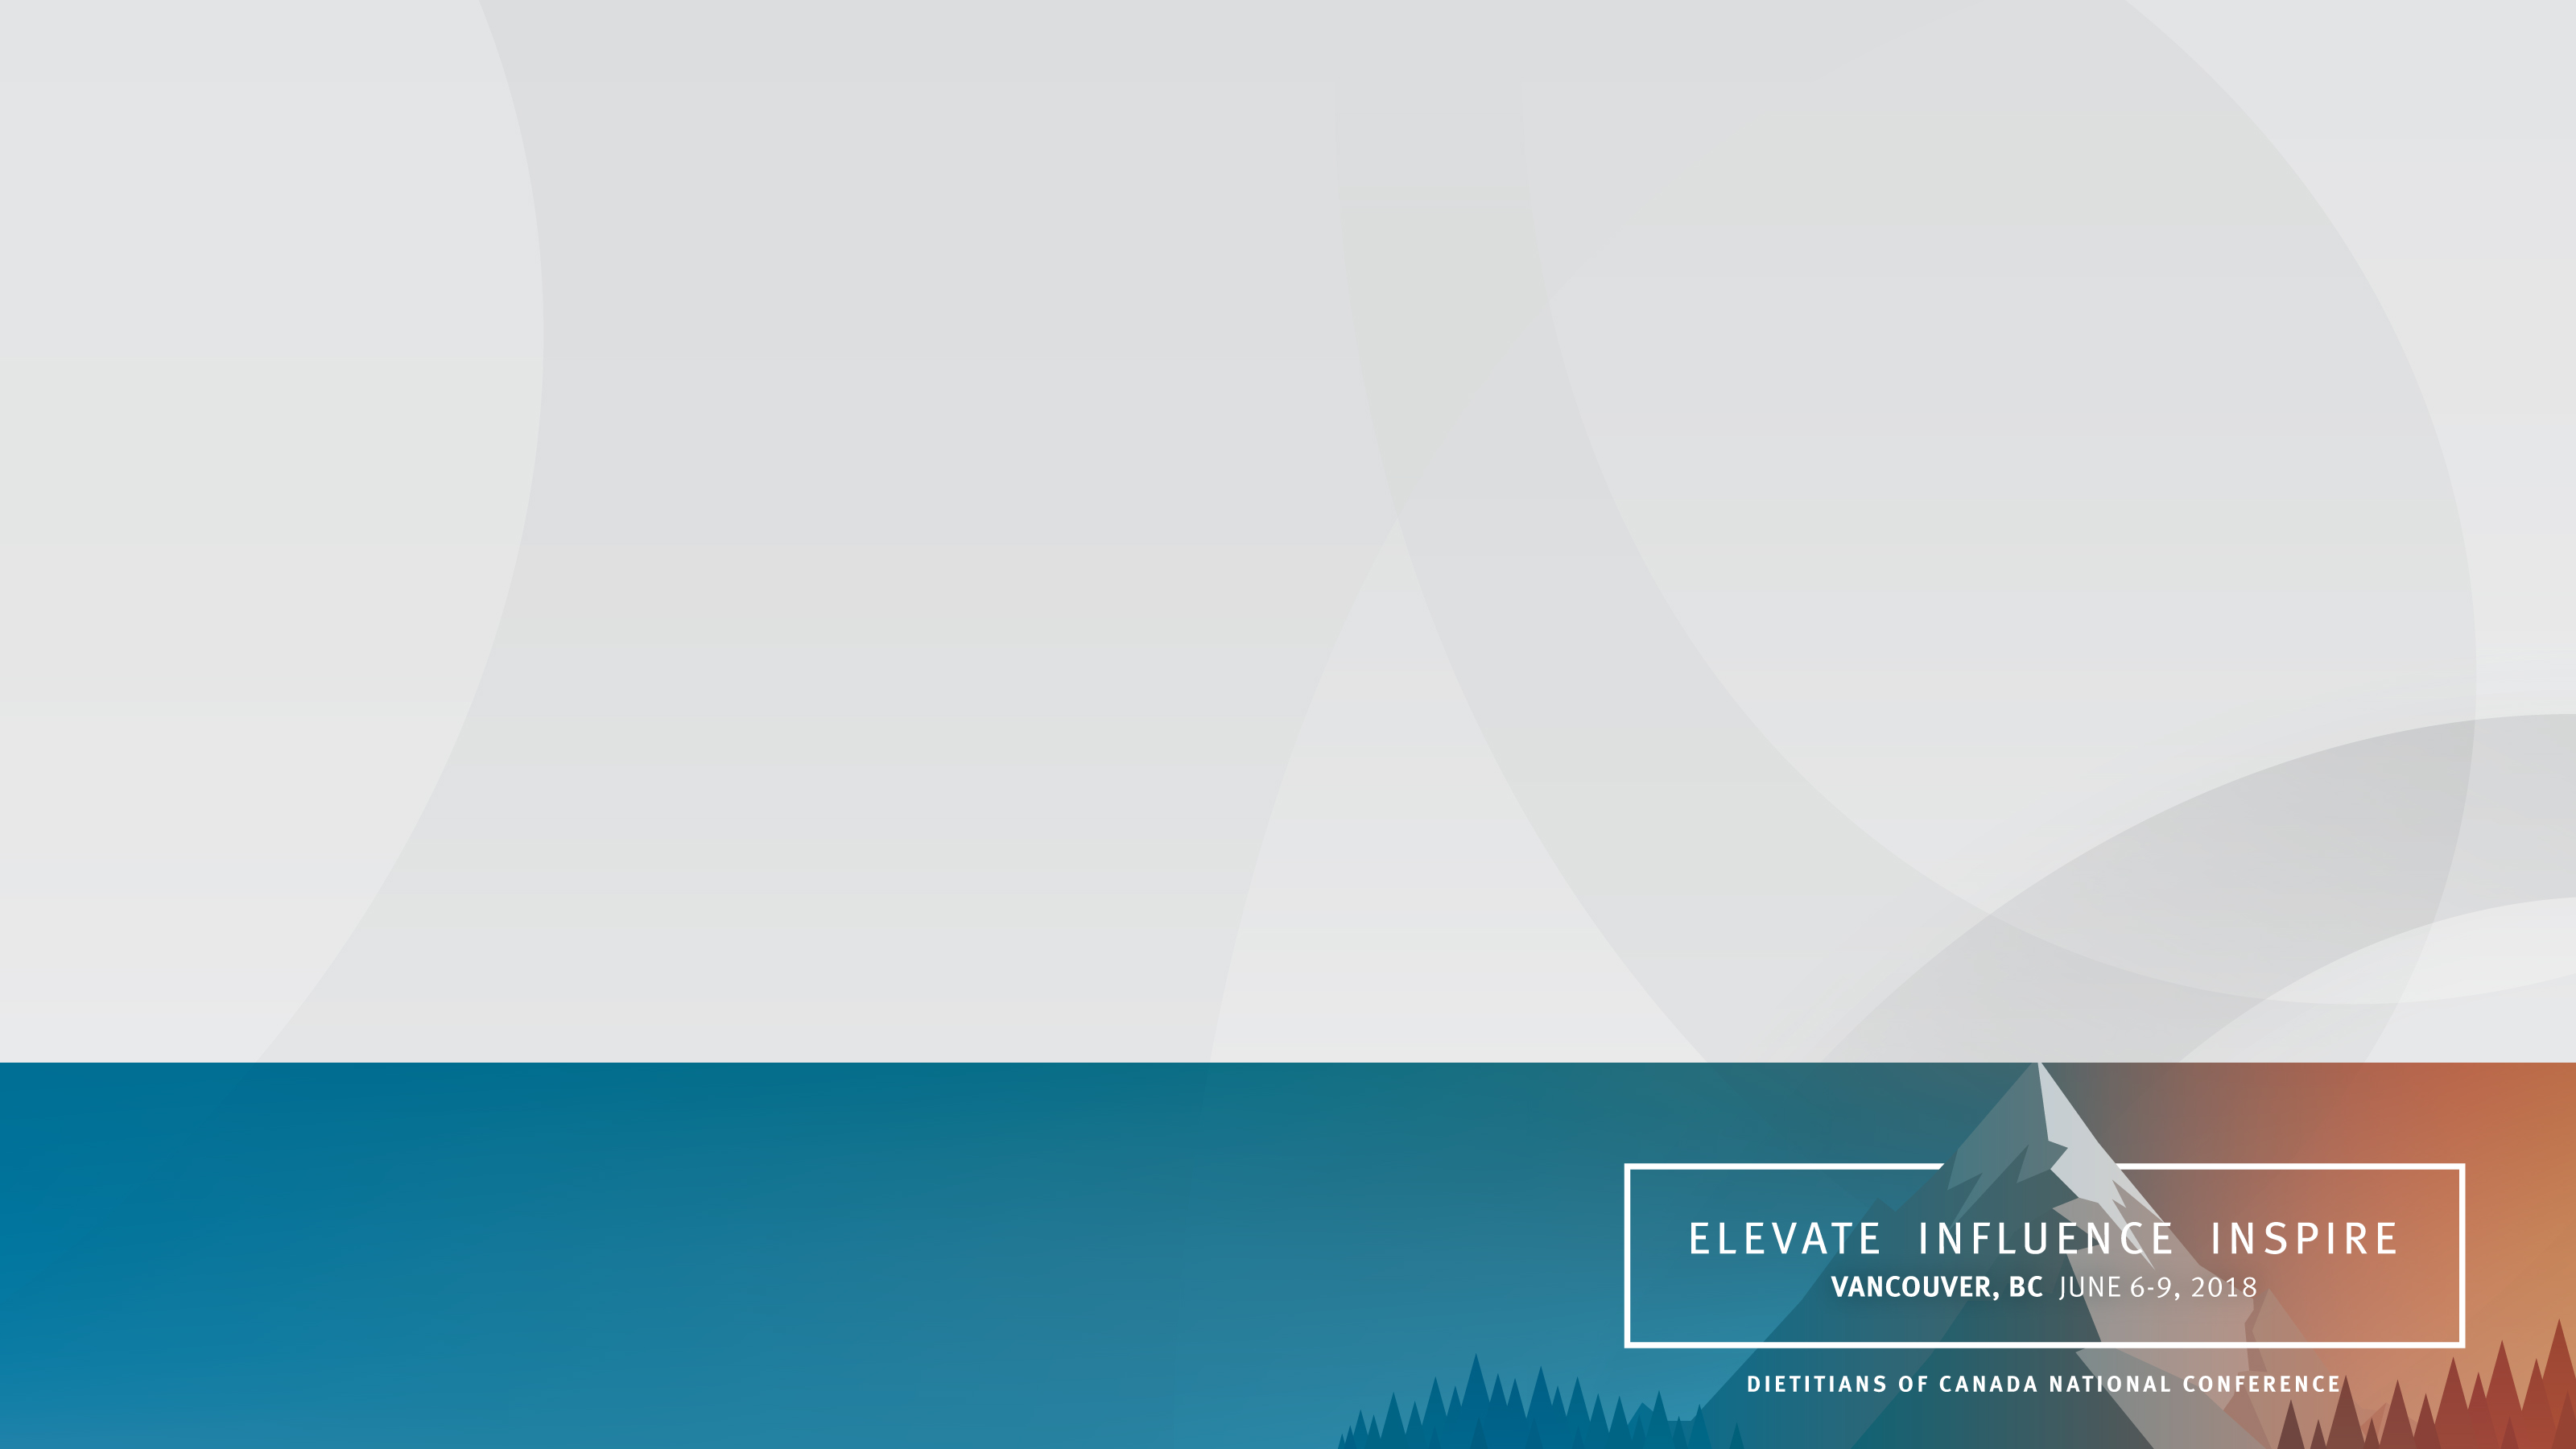 ELEVATE INFLUENCE INSPIRE
VANCOUVER, BC JUNE 6-9, 2018
DIETITIANS OF CANADA NATIONAL CONFERENCE